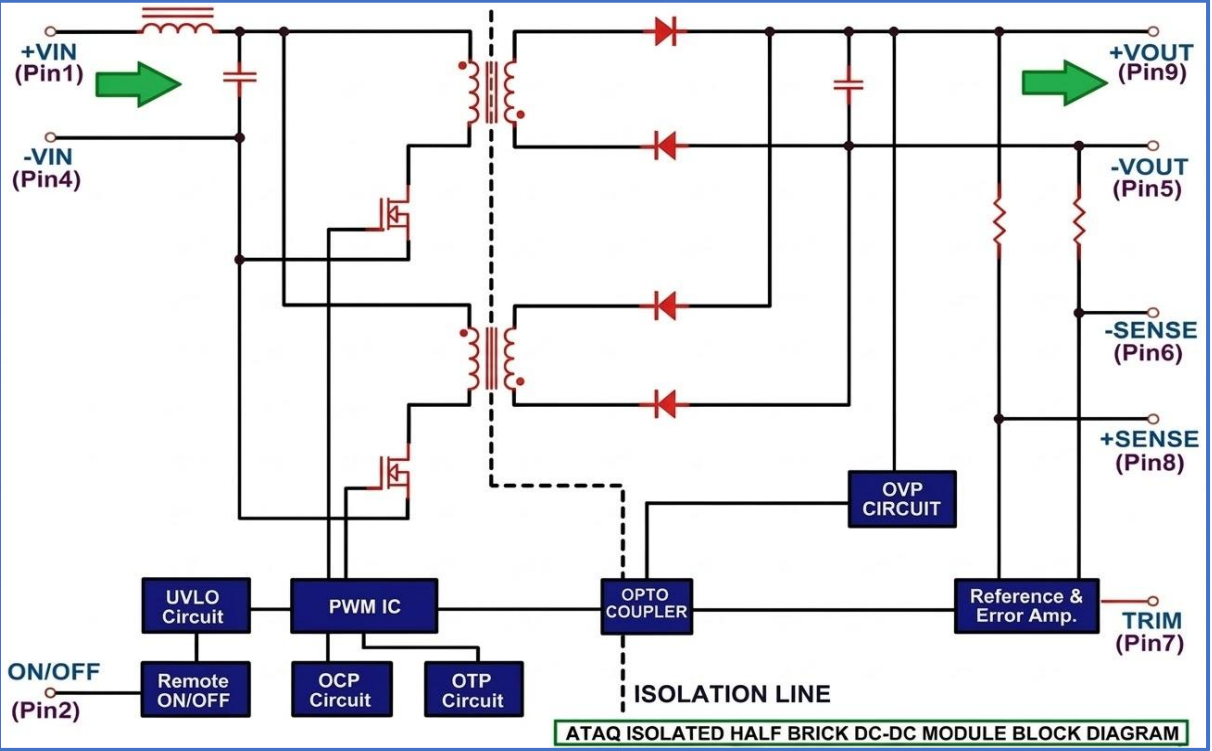 +VIN
(Pin1)
-VIN
(Pin4)
+VOUT
(Pin9)
-VOUT
(Pin5)
-SENSE
(Pin6)
+SENSE
(Pin8)
OVP
CIRCUIT
UVLO
Circuit
PWM IC
OPTO
COUPLER
Reference &
Error Amp.
TRIM
(Pin7)
ON/OFF
(Pin2)
Remote
ON/OFF
OCP
Circuit
OTP
Circuit
ISOLATION LINE
ATAQ ISOLATED HALF BRICK DC-DC MODULE BLOCK DIAGRAM